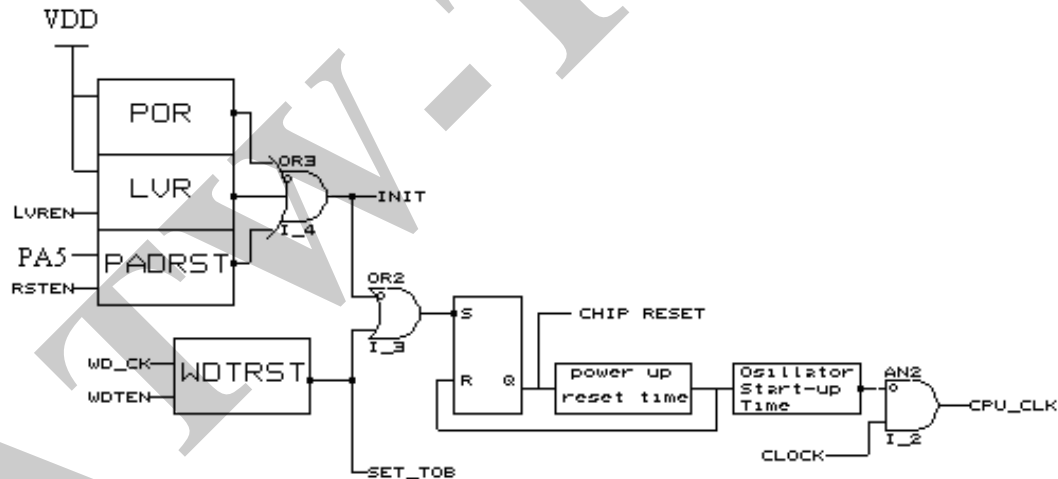 VDD
POR
OR3
LVR
INIT
LVREN
I_4
PA5
PADRST
RSTEN
OR2
S
CHIP RESET
I_3
WD_CK
WDTRST
WDTEN
R
Q
power up
reset time
Osillator
Start-up
Time
AN2
CPU_CLK
I_2
CLOCK
SET_TOB
TW-T